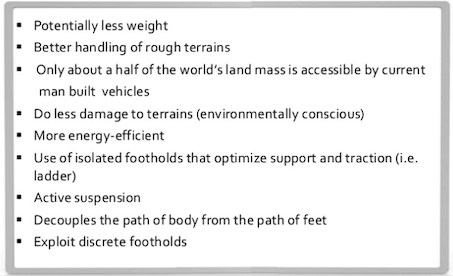 ▪ Potentially less weight
▪ Better handling of rough terrains
▪ Only about a half of the world's land mass is accessible by current
man built vehicles
▪ Do less damage to terrains (environmentally conscious)
▪ More energy-efficient
▪ Use of isolated footholds that optimize support and traction (i.e.
ladder)
▪ Active suspension
▪ Decouples the path of body from the path of feet
▪ Exploit discrete footholds